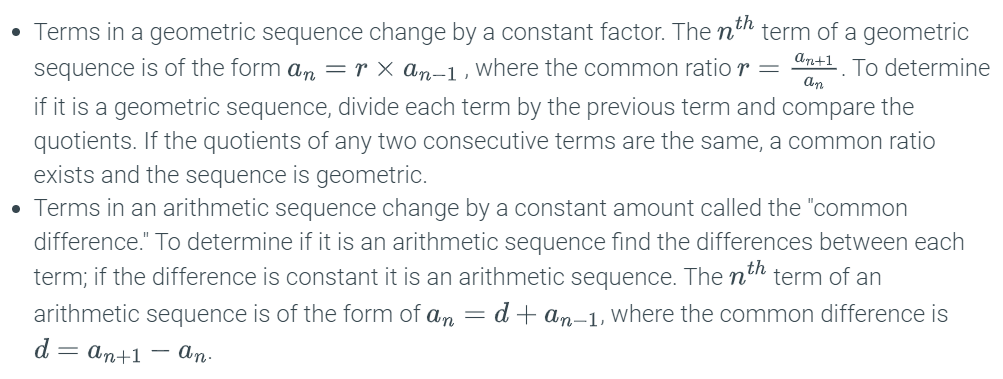 • Terms in a geometric sequence change by a constant factor. The $n^{th}$ term of a geometric
sequence is of the form $a_n = r \times a_{n-1}$ , where the common ratio $r = \frac{a_{n+1}}{a_n}$ . To determine
if it is a geometric sequence, divide each term by the previous term and compare the
quotients. If the quotients of any two consecutive terms are the same, a common ratio
exists and the sequence is geometric.
• Terms in an arithmetic sequence change by a constant amount called the "common
difference." To determine if it is an arithmetic sequence find the differences between each
term; if the difference is constant it is an arithmetic sequence. The $n^{th}$ term of an
arithmetic sequence is of the form of $a_n = d + a_{n-1}$, where the common difference is
$d = a_{n+1} - a_n$.